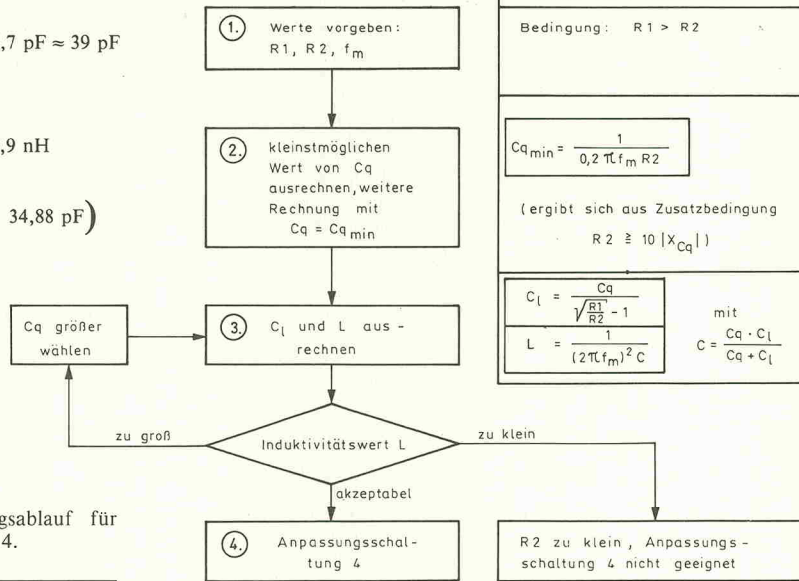 ,7 pF ≈ 39 pF
,9 nH
34,88 pF)
gsablauf für
4.
1. Werte vorgeben:
R1, R2, fm
2. kleinstmöglichen
Wert von Cq
ausrechnen, weitere
Rechnung mit
Cq = Cqmin
Cq größer
wählen
3. Cl und L aus-
rechnen
zu groß
Induktivitätswert L
zu klein
akzeptabel
4. Anpassungsschal-
tung 4
R2 zu klein, Anpassungs-
schaltung 4 nicht geeignet
Bedingung: R1 > R2
Cqmin = 1 / (0,2 π fm R2)
(ergibt sich aus Zusatzbedingung
R2 ≧ 10 |XCq|)
Cl = Cq / (√(R1/R2) - 1)
L = 1 / ((2πfm)² C)
mit
C = Cq · Cl / (Cq + Cl)